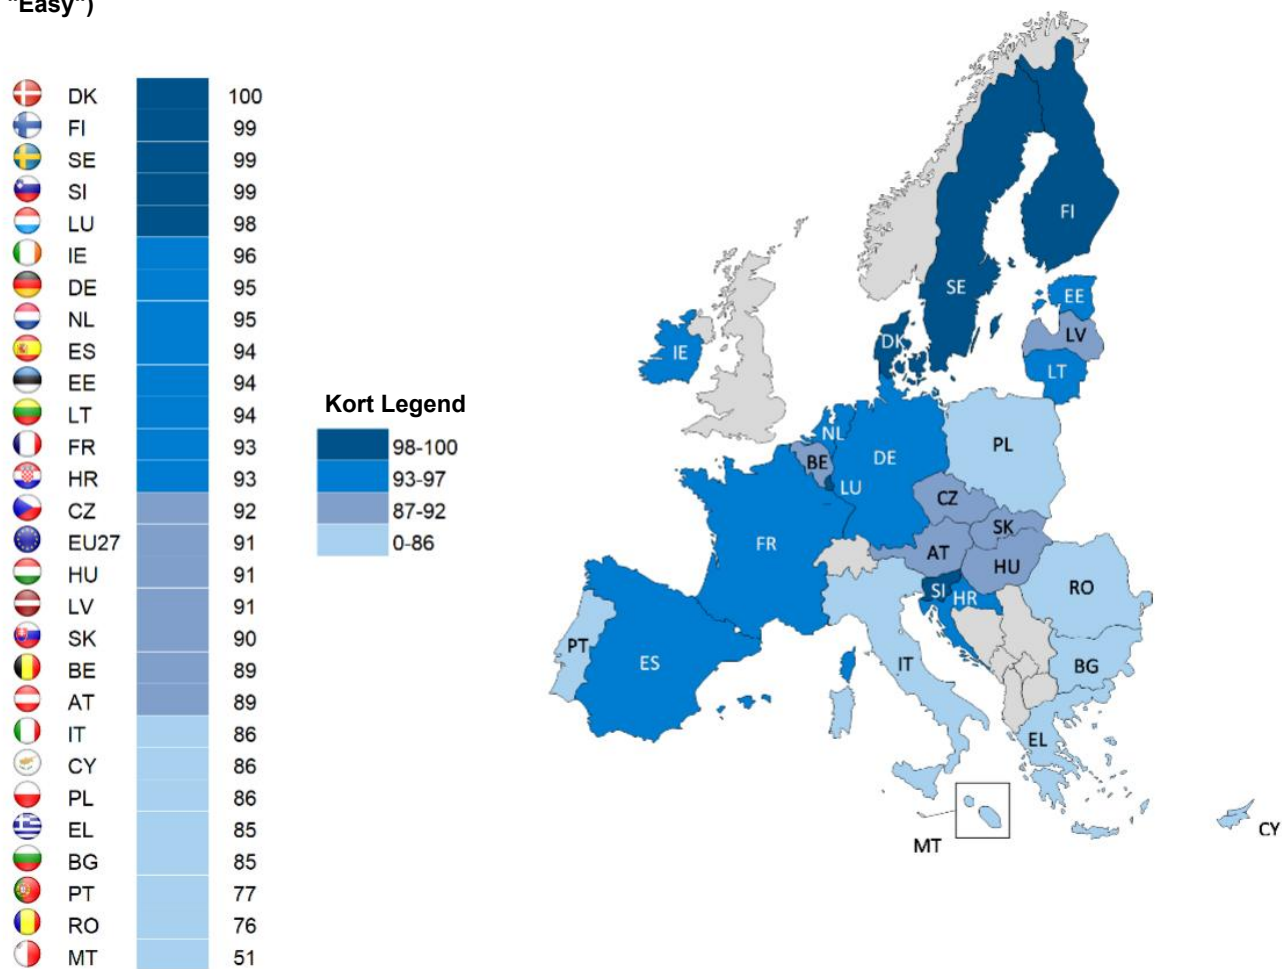 "Easy")
DK 100
FI 99
SE 99
SI 99
LU 98
IE 96
DE 95
NL 95
ES 94
EE 94
LT 94
FR 93
HR 93
CZ 92
EU27 91
HU 91
LV 91
SK 90
BE 89
AT 89
IT 86
CY 86
PL 86
EL 85
BG 85
PT 77
RO 76
MT 51
Kort Legend
98-100
93-97
87-92
0-86
FI
SE
EE
LV
LT
DK
IE
NL
BE
DE
PL
LU
CZ
SK
FR
AT
HU
SI
HR
RO
PT
ES
IT
BG
EL
MT
CY